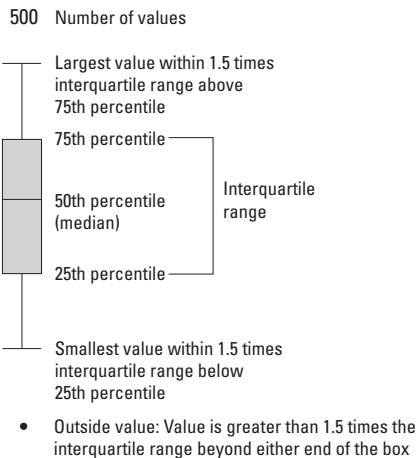 500 Number of values
Largest value within 1.5 times
interquartile range above
75th percentile
75th percentile
50th percentile
(median)
Interquartile
range
25th percentile
Smallest value within 1.5 times
interquartile range below
25th percentile
• Outside value: Value is greater than 1.5 times the
interquartile range beyond either end of the box